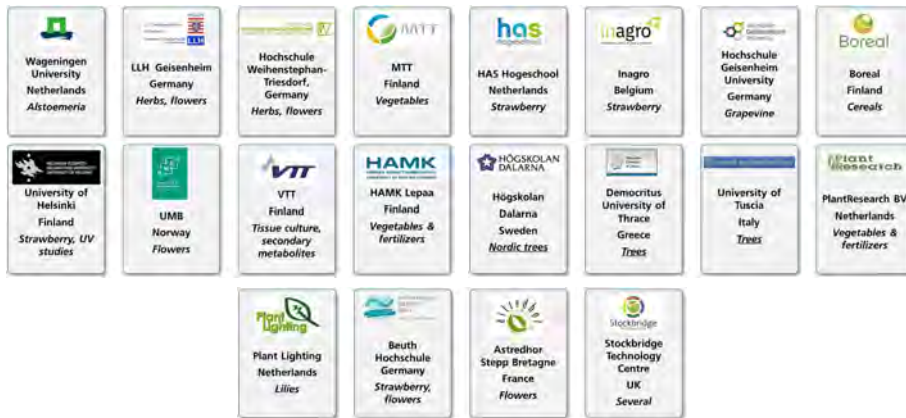 has
hogeschool
inagro
Boreal
MTT
LLH
Wageningen
University
Netherlands
Alstoemeria
LLH Geisenheim
Germany
Herbs, flowers
Hochschule
Weihenstephan-
Triesdorf,
Germany
Herbs, flowers
MTT
Finland
Vegetables
HAS Hogeschool
Netherlands
Strawberry
Inagro
Belgium
Strawberry
Hochschule
Geisenheim
University
Germany
Grapevine
Boreal
Finland
Cereals
University of
Helsinki
Finland
Strawberry, UV
studies
UMB
Norway
Flowers
VTT
VTT
Finland
Tissue culture,
secondary
metabolites
HAMK
HAMK Lepaa
Finland
Vegetables &
fertilizers
HÖGSKOLAN
DALARNA
Högskolan
Dalarna
Sweden
Nordic trees
Democritus
University of
Thrace
Greece
Trees
University of
Tuscia
Italy
Trees
Plant
Research
PlantResearch BV
Netherlands
Vegetables &
fertilizers
Plant
Lighting
Plant Lighting
Netherlands
Lilies
Beuth
Hochschule
Germany
Strawberry,
flowers
Astredhor
Stepp Bretagne
France
Flowers
Stockbridge
Stockbridge
Technology
Centre
UK
Several